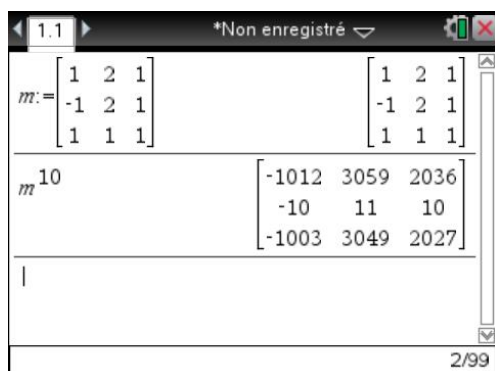 1.1 *Non enregistré
m:= [1 2 1; -1 2 1; 1 1 1] [1 2 1; -1 2 1; 1 1 1]
m^10 [-1012 3059 2036; -10 11 10; -1003 3049 2027]
2/99